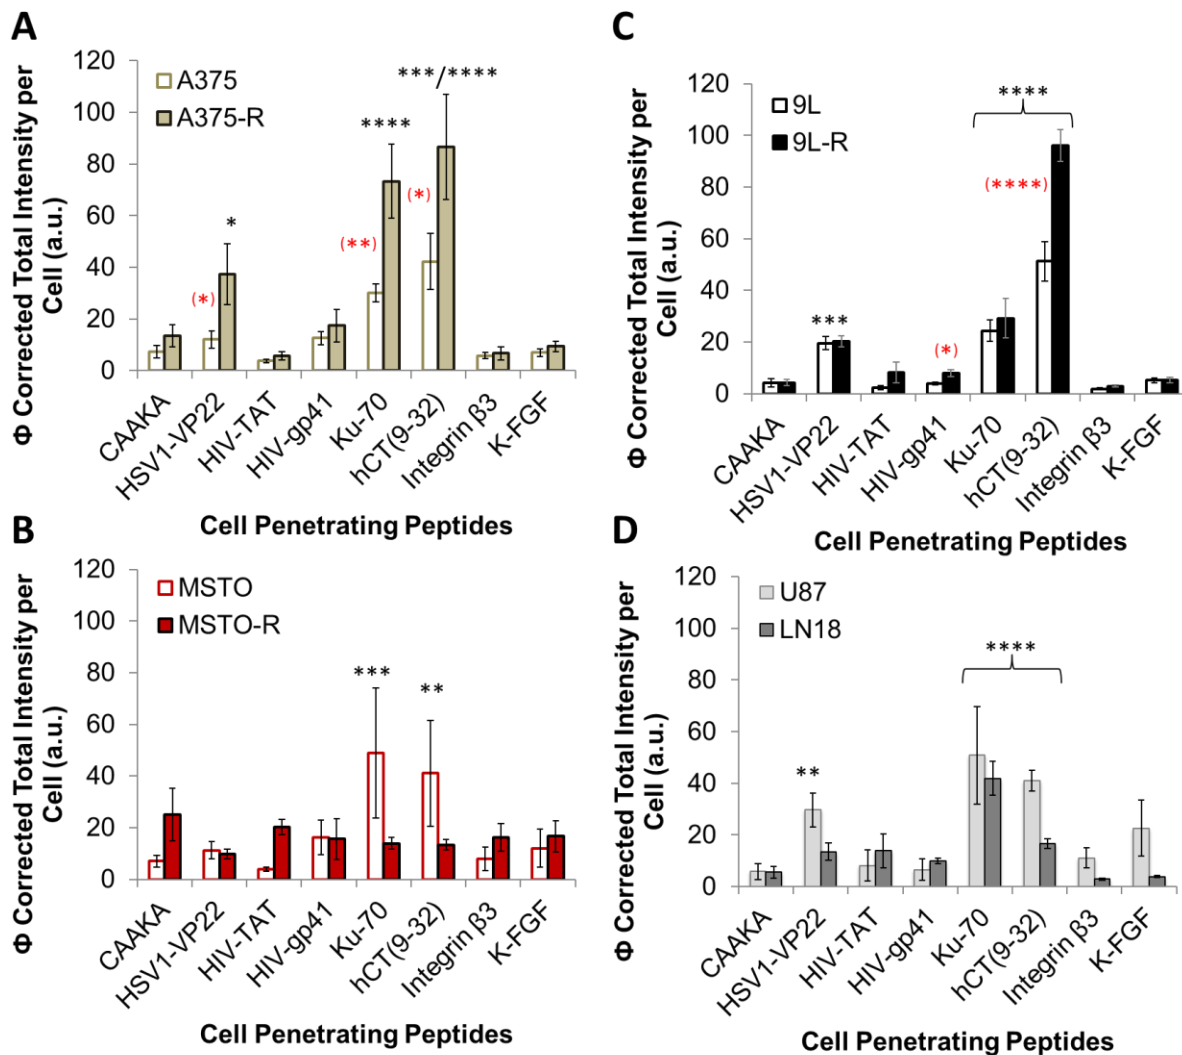 A
Φ Corrected Total Intensity per
Cell (a.u.)
120
100
80
60
40
20
0
A375
A375-R
*
(*)
(**)
****
(*)
***/****
CAAKA
HSV1-VP22
HIV-TAT
HIV-gp41
Ku-70
hCT(9-32)
Integrin β3
K-FGF
Cell Penetrating Peptides
B
Φ Corrected Total Intensity per
Cell (a.u.)
120
100
80
60
40
20
0
MSTO
MSTO-R
***
**
CAAKA
HSV1-VP22
HIV-TAT
HIV-gp41
Ku-70
hCT(9-32)
Integrin β3
K-FGF
Cell Penetrating Peptides
C
Φ Corrected Total Intensity per
Cell (a.u.)
120
100
80
60
40
20
0
9L
9L-R
****
(****)
***
(*)
CAAKA
HSV1-VP22
HIV-TAT
HIV-gp41
Ku-70
hCT(9-32)
Integrin β3
K-FGF
Cell Penetrating Peptides
D
Φ Corrected Total Intensity per
Cell (a.u.)
120
100
80
60
40
20
0
U87
LN18
****
**
CAAKA
HSV1-VP22
HIV-TAT
HIV-gp41
Ku-70
hCT(9-32)
Integrin β3
K-FGF
Cell Penetrating Peptides